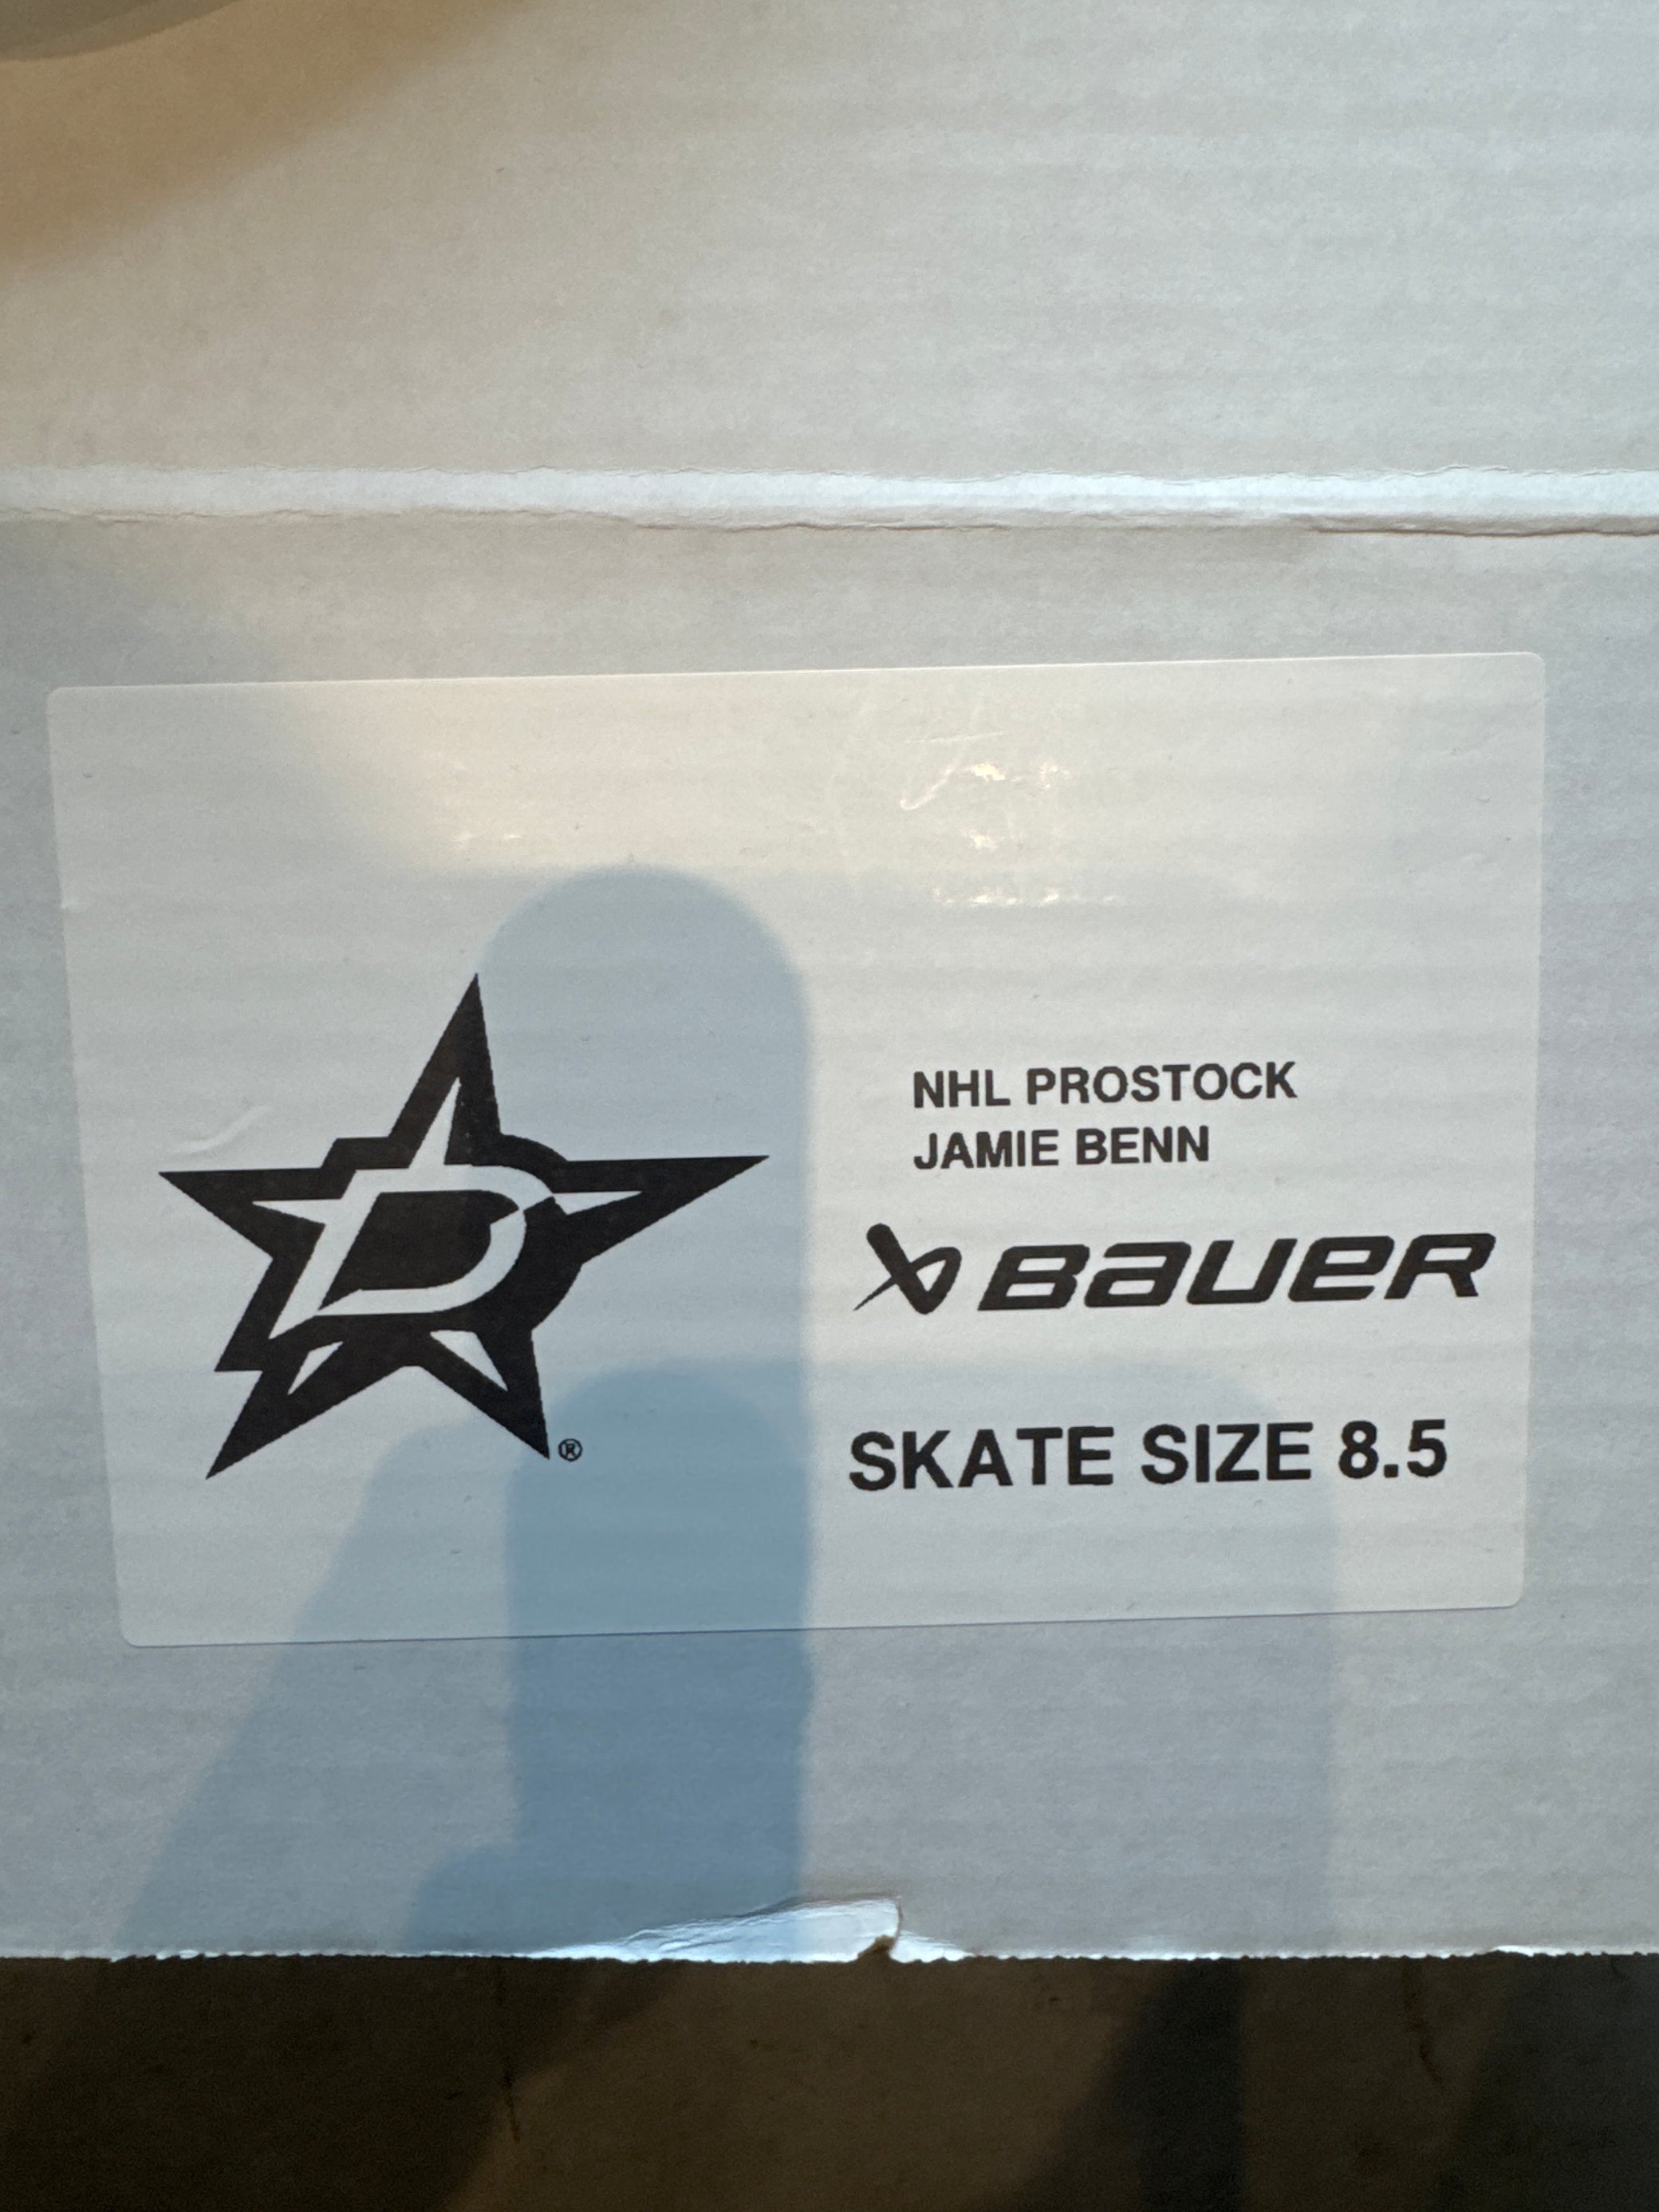 NHL PROSTOCK
JAMIE BENN
BAUER
SKATE SIZE 8.5
D
®